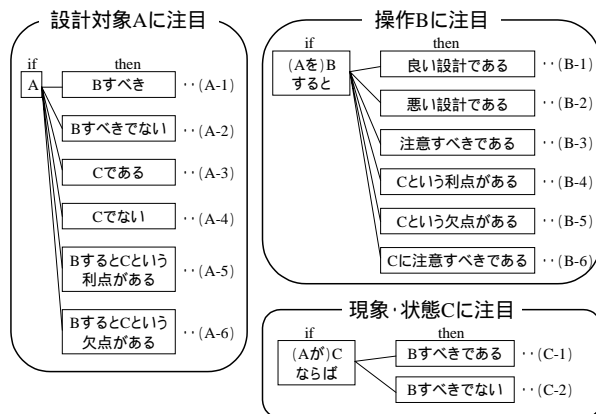 設計対象Aに注目
if
then
A
Bすべき
‥(A-1)
Bすべきでない
‥(A-2)
Cである
‥(A-3)
Cでない
‥(A-4)
BするとCという
利点がある
‥(A-5)
BするとCという
欠点がある
‥(A-6)
操作Bに注目
if
then
(Aを)B
すると
良い設計である
‥(B-1)
悪い設計である
‥(B-2)
注意すべきである
‥(B-3)
Cという利点がある
‥(B-4)
Cという欠点がある
‥(B-5)
Cに注意すべきである
‥(B-6)
現象・状態Cに注目
if
then
(Aが)C
ならば
Bすべきである
‥(C-1)
Bすべきでない
‥(C-2)